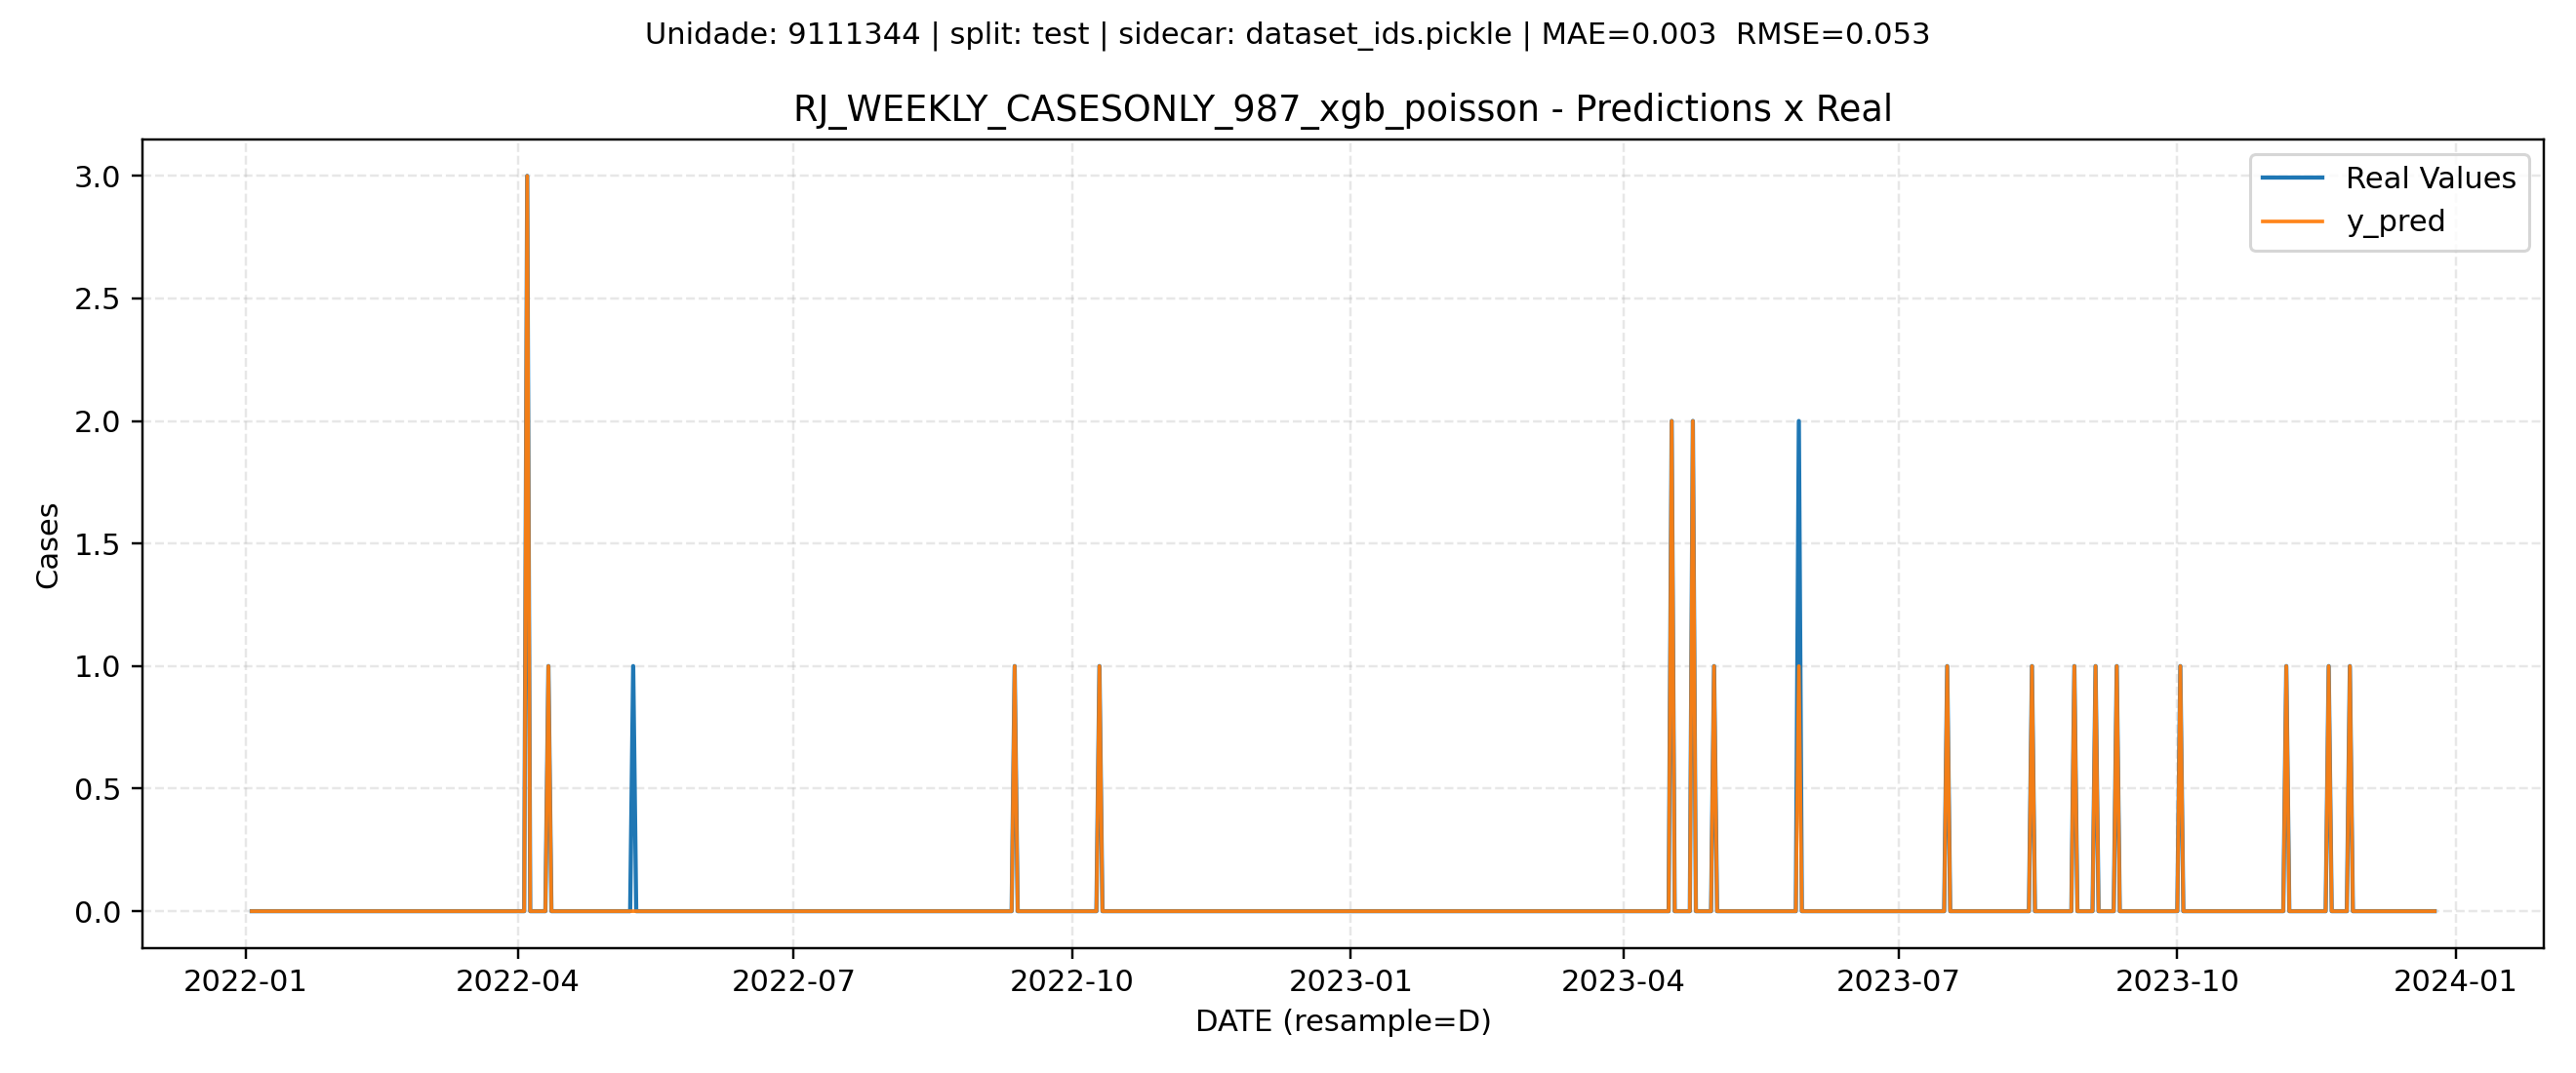 Unidade: 9111344 | split: test | sidecar: dataset_ids.pickle | MAE=0.003  RMSE=0.053
RJ_WEEKLY_CASESONLY_987_xgb_poisson - Predictions x Real
Real Values
y_pred
Cases
3.0
2.5
2.0
1.5
1.0
0.5
0.0
2022-01 2022-04 2022-07 2022-10 2023-01 2023-04 2023-07 2023-10 2024-01
DATE (resample=D)